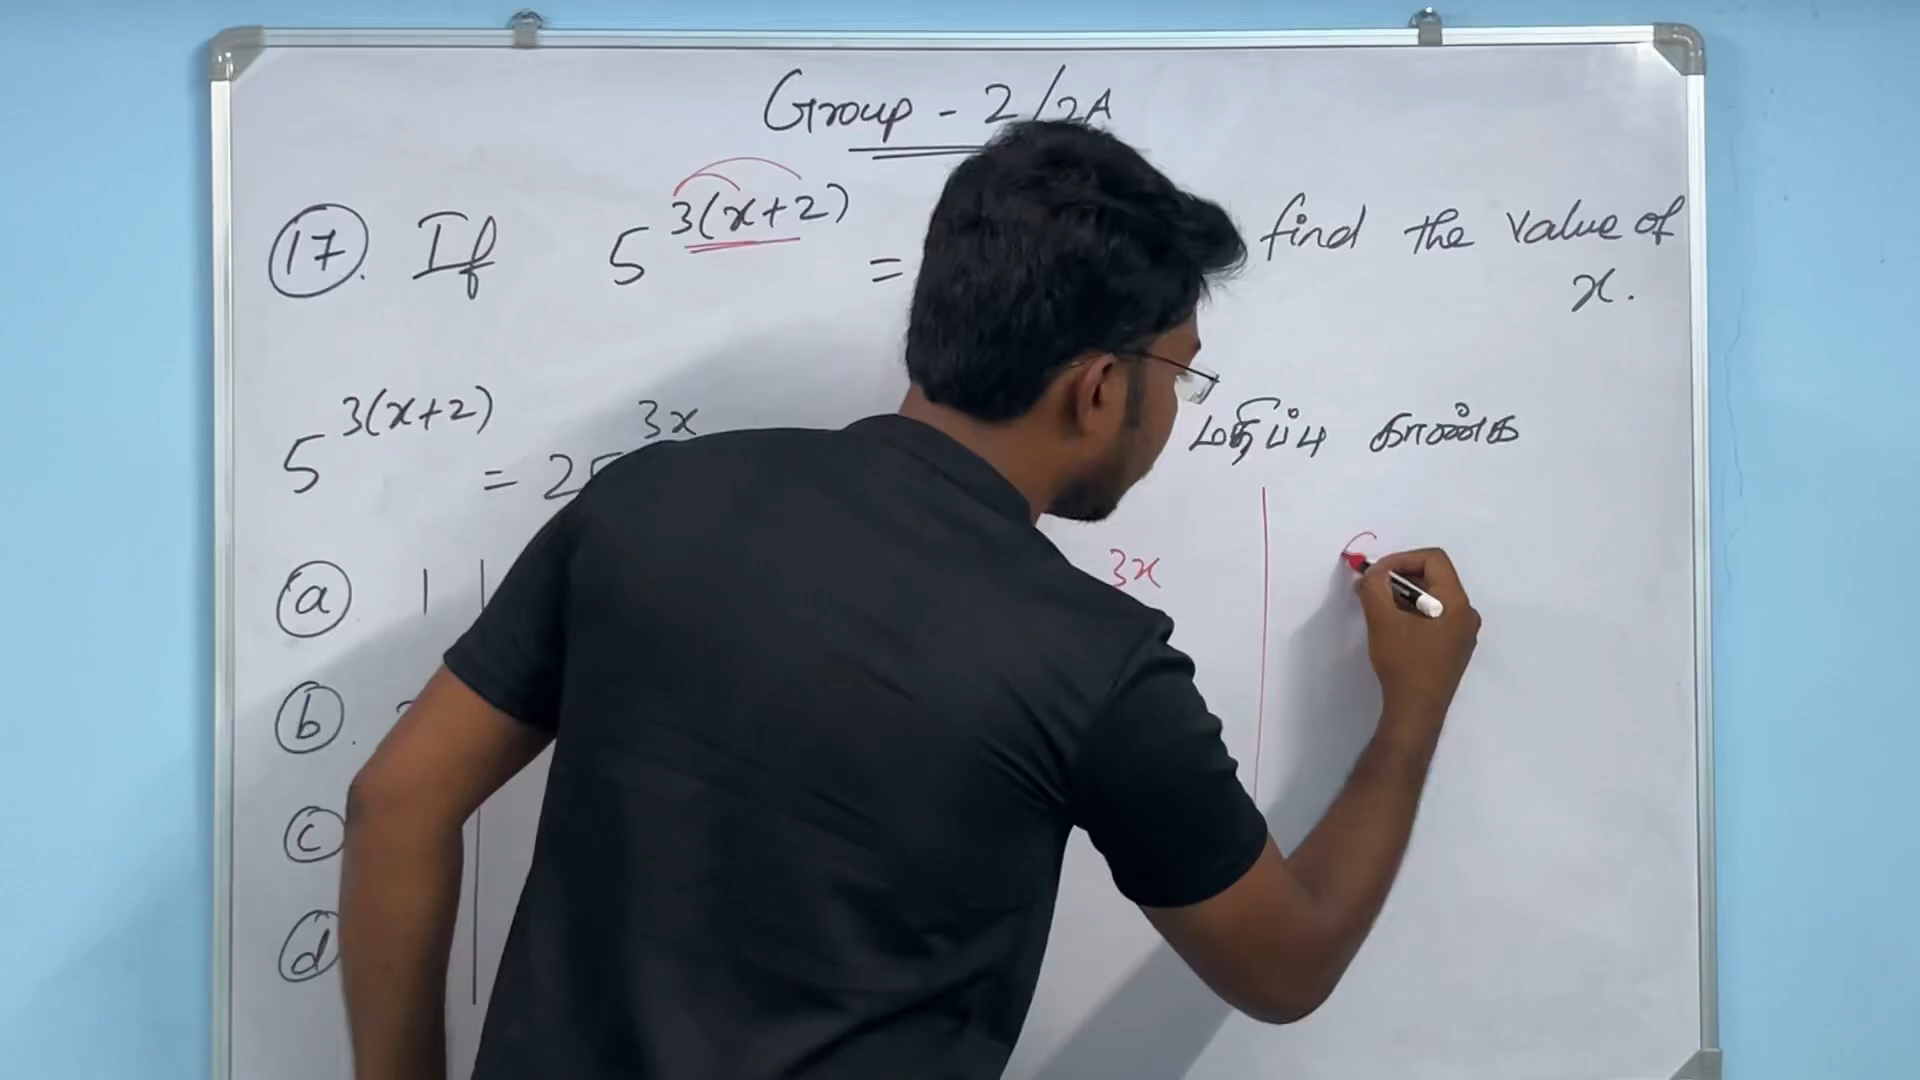 Group - 2/2A
17. If 5^{3(x+2)} = find the value of x.
5^{3(x+2)} = 25^{3x} மதிப்பு காண்க
3x
a 1
b.
c
d